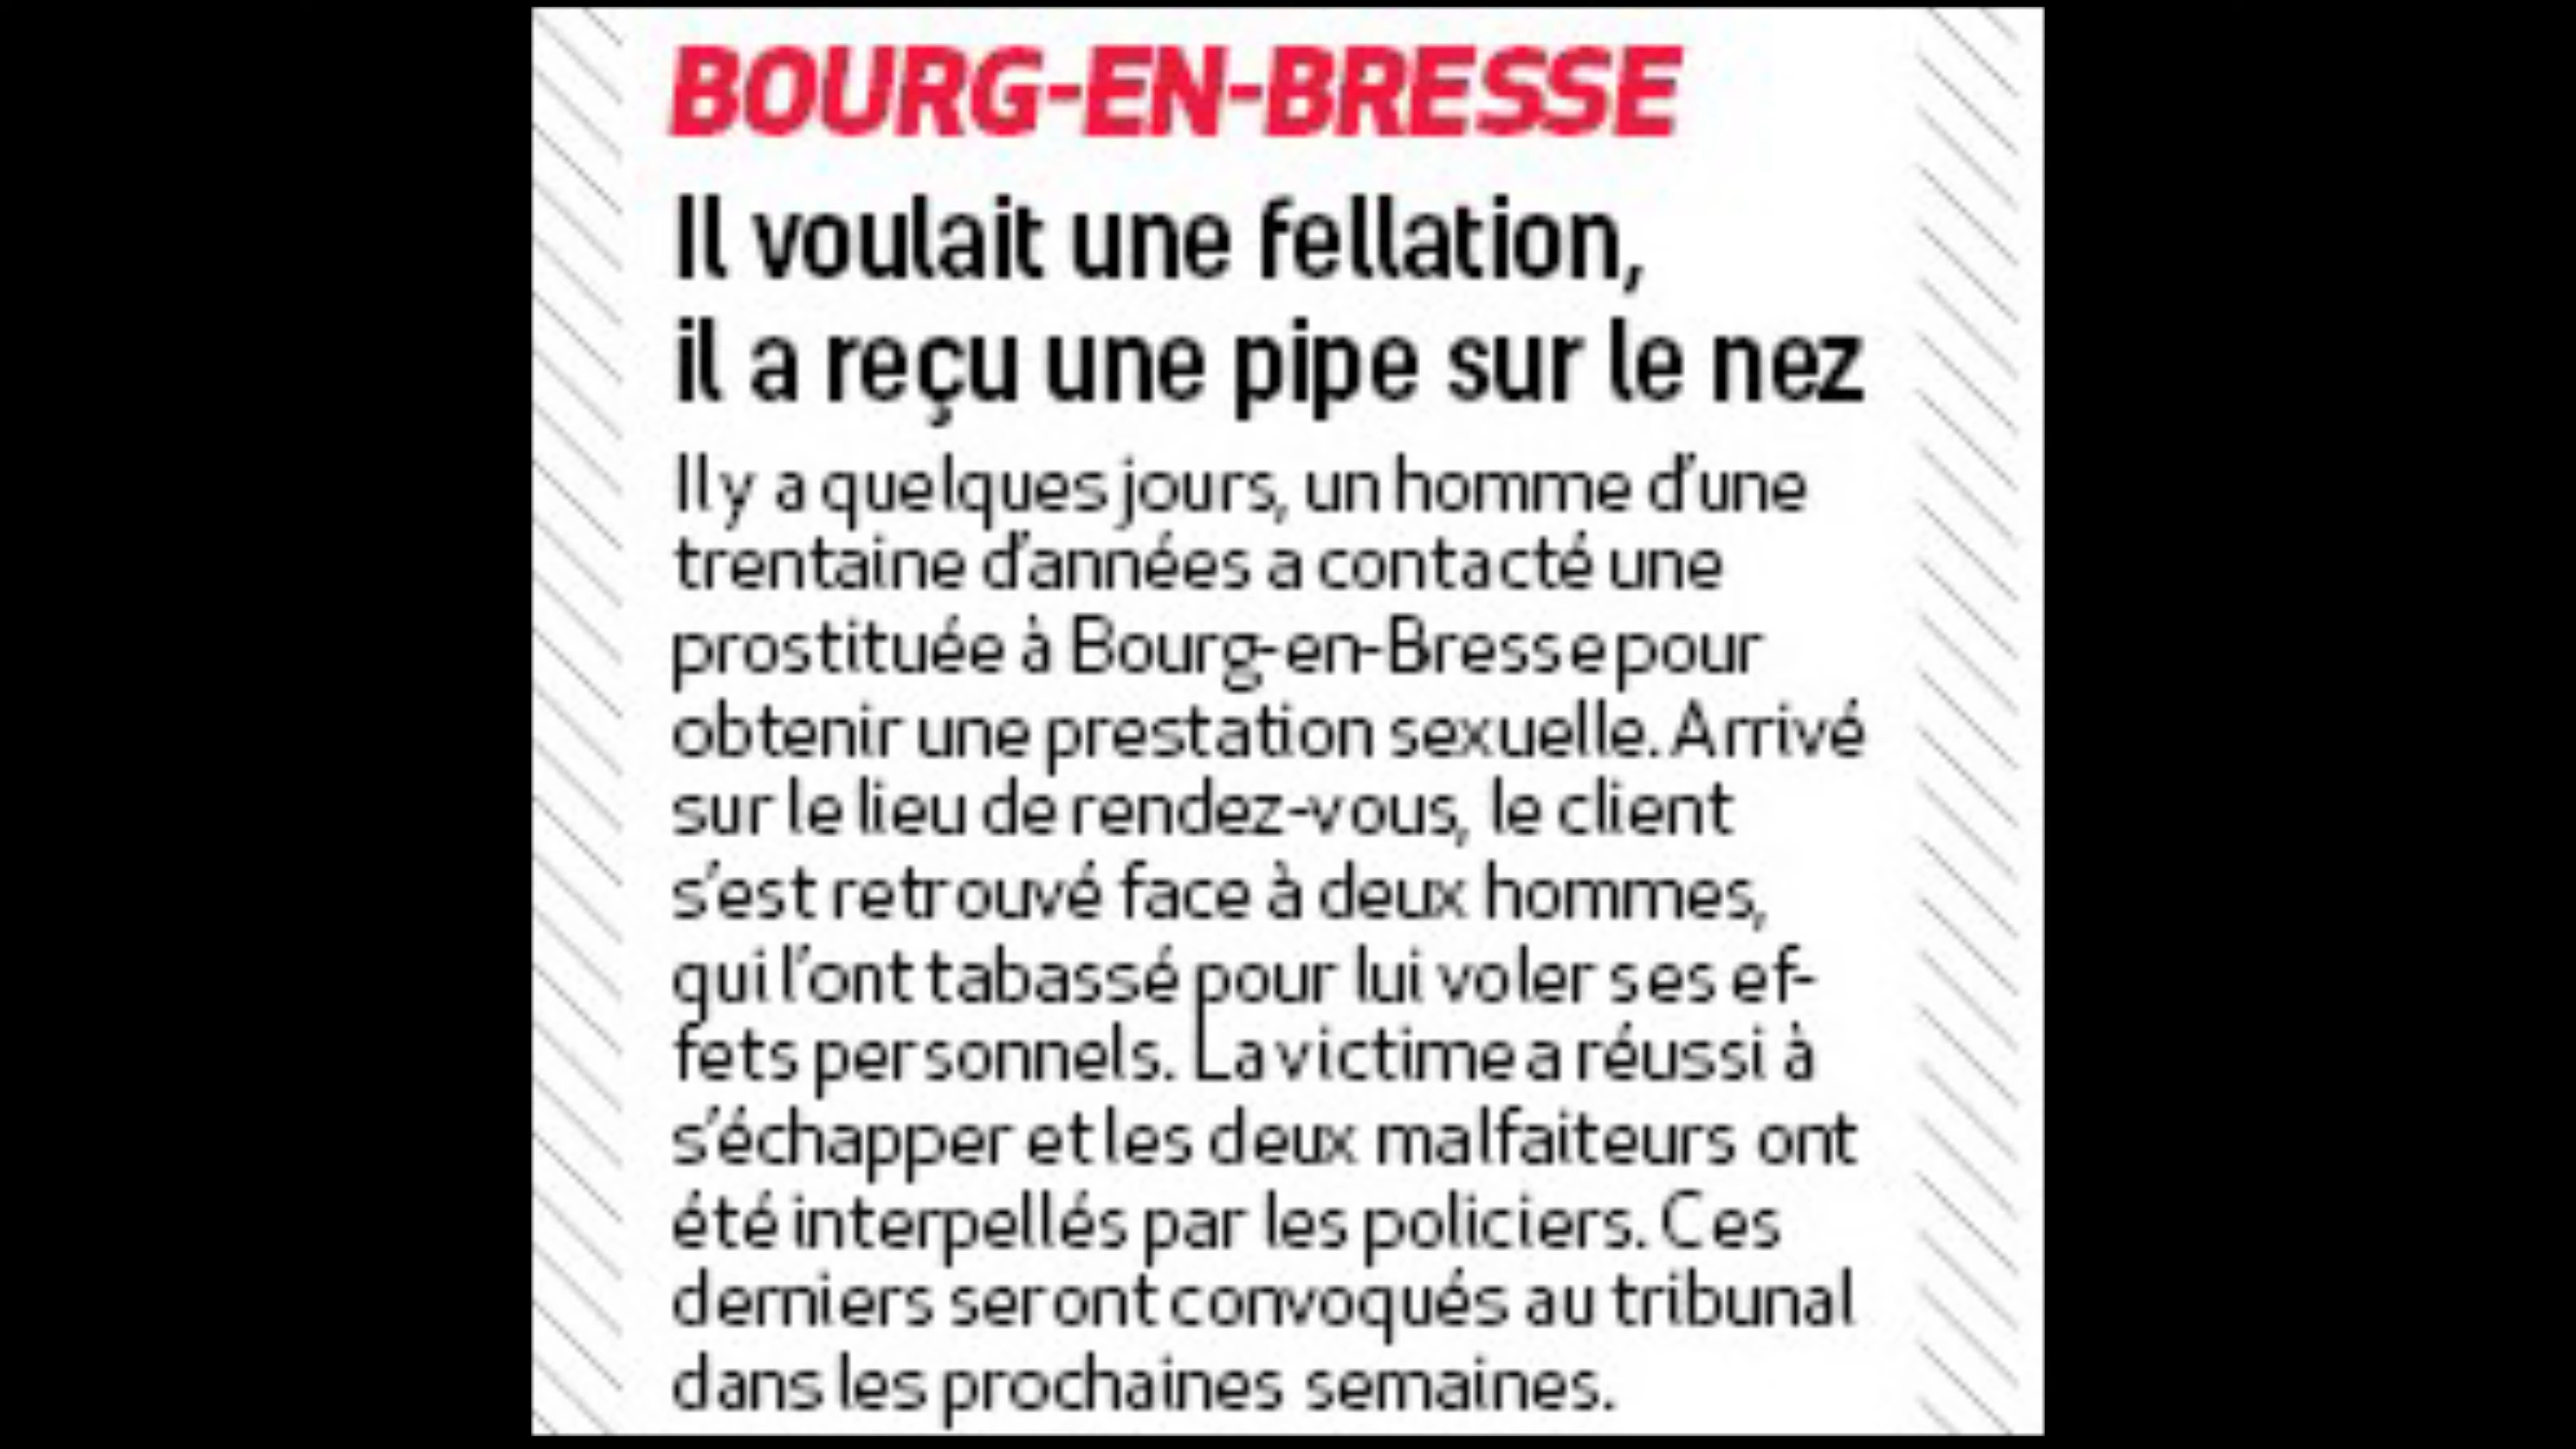 BOURG-EN-BRESSE
Il voulait une fellation,
il a reçu une pipe sur le nez
Il y a quelques jours, un homme d'une
trentaine d'années a contacté une
prostituée à Bourg-en-Bresse pour
obtenir une prestation sexuelle. Arrivé
sur le lieu de rendez-vous, le client
s'est retrouvé face à deux hommes,
qui l'ont tabassé pour lui voler ses ef-
fets personnels. La victime a réussi à
s'échapper et les deux malfaiteurs ont
été interpellés par les policiers. Ces
derniers seront convoqués au tribunal
dans les prochaines semaines.